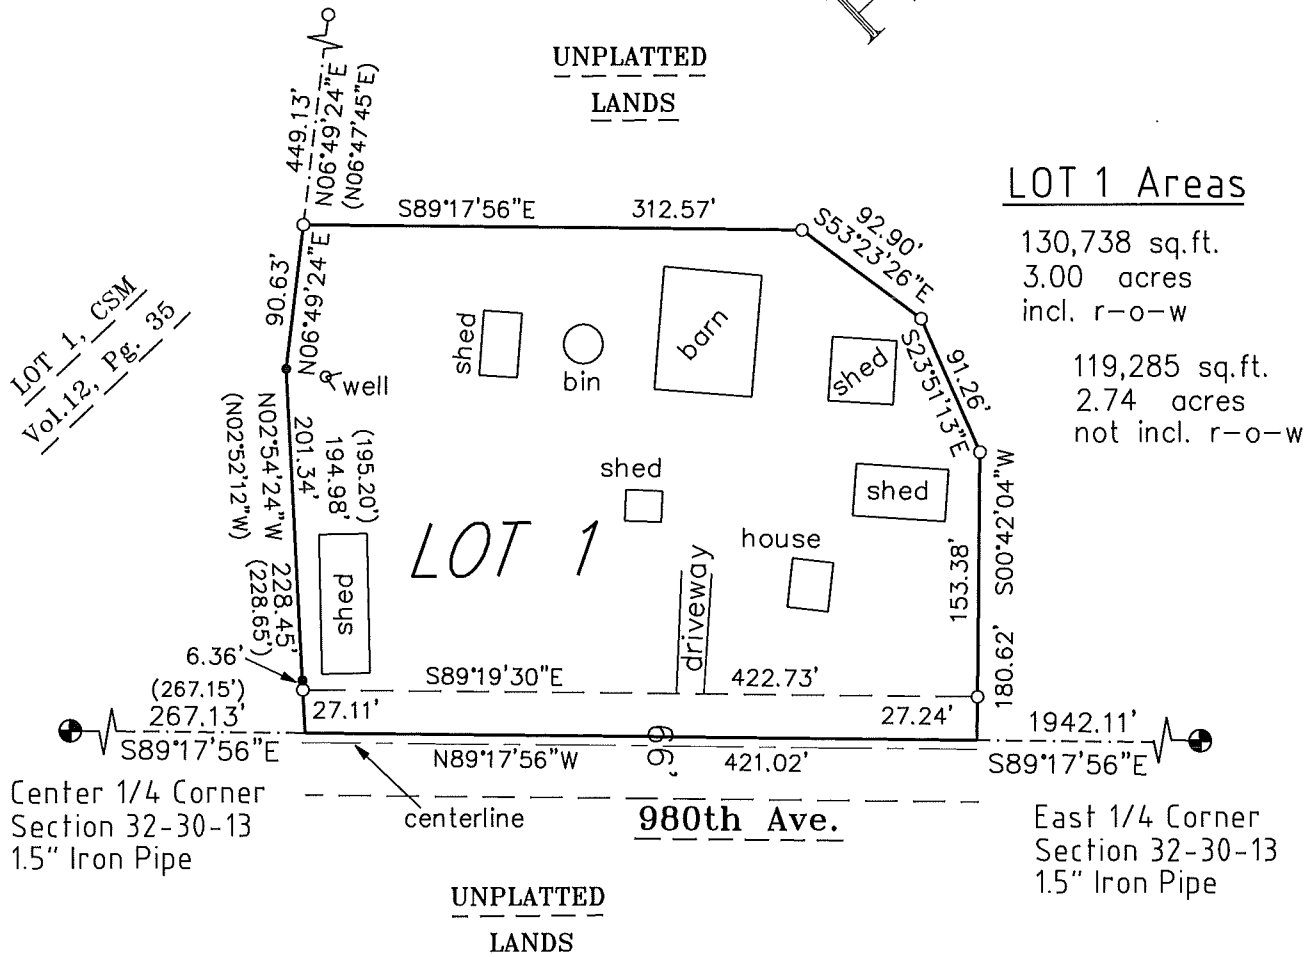 UNPLATTED
LANDS
449.13'
N06°49'24"E
(N06°47'45"E)
LOT 1 Areas
130,738 sq.ft.
3.00 acres
incl. r-o-w
119,285 sq.ft.
2.74 acres
not incl. r-o-w
S89°17'56"E 312.57'
92.90'
S53°23'26"E
91.26'
S23°51'13"E
90.63'
N06°49'24"E
LOT 1, CSM
Vol.12, Pg. 35
shed
bin
barn
shed
well
(195.20')
194.98'
201.34'
N02°54'24"W 228.45'
(N02°52'12"W) (228.65')
shed
shed
house
LOT 1
shed
driveway
153.38'
S00°42'04"W 180.62'
6.36'
(267.15')
267.13'
S89°17'56"E
S89°19'30"E 422.73'
27.11'
27.24'
1942.11'
S89°17'56"E
N89°17'56"W 421.02'
66'
centerline
980th Ave.
Center 1/4 Corner
Section 32-30-13
1.5" Iron Pipe
East 1/4 Corner
Section 32-30-13
1.5" Iron Pipe
UNPLATTED
LANDS